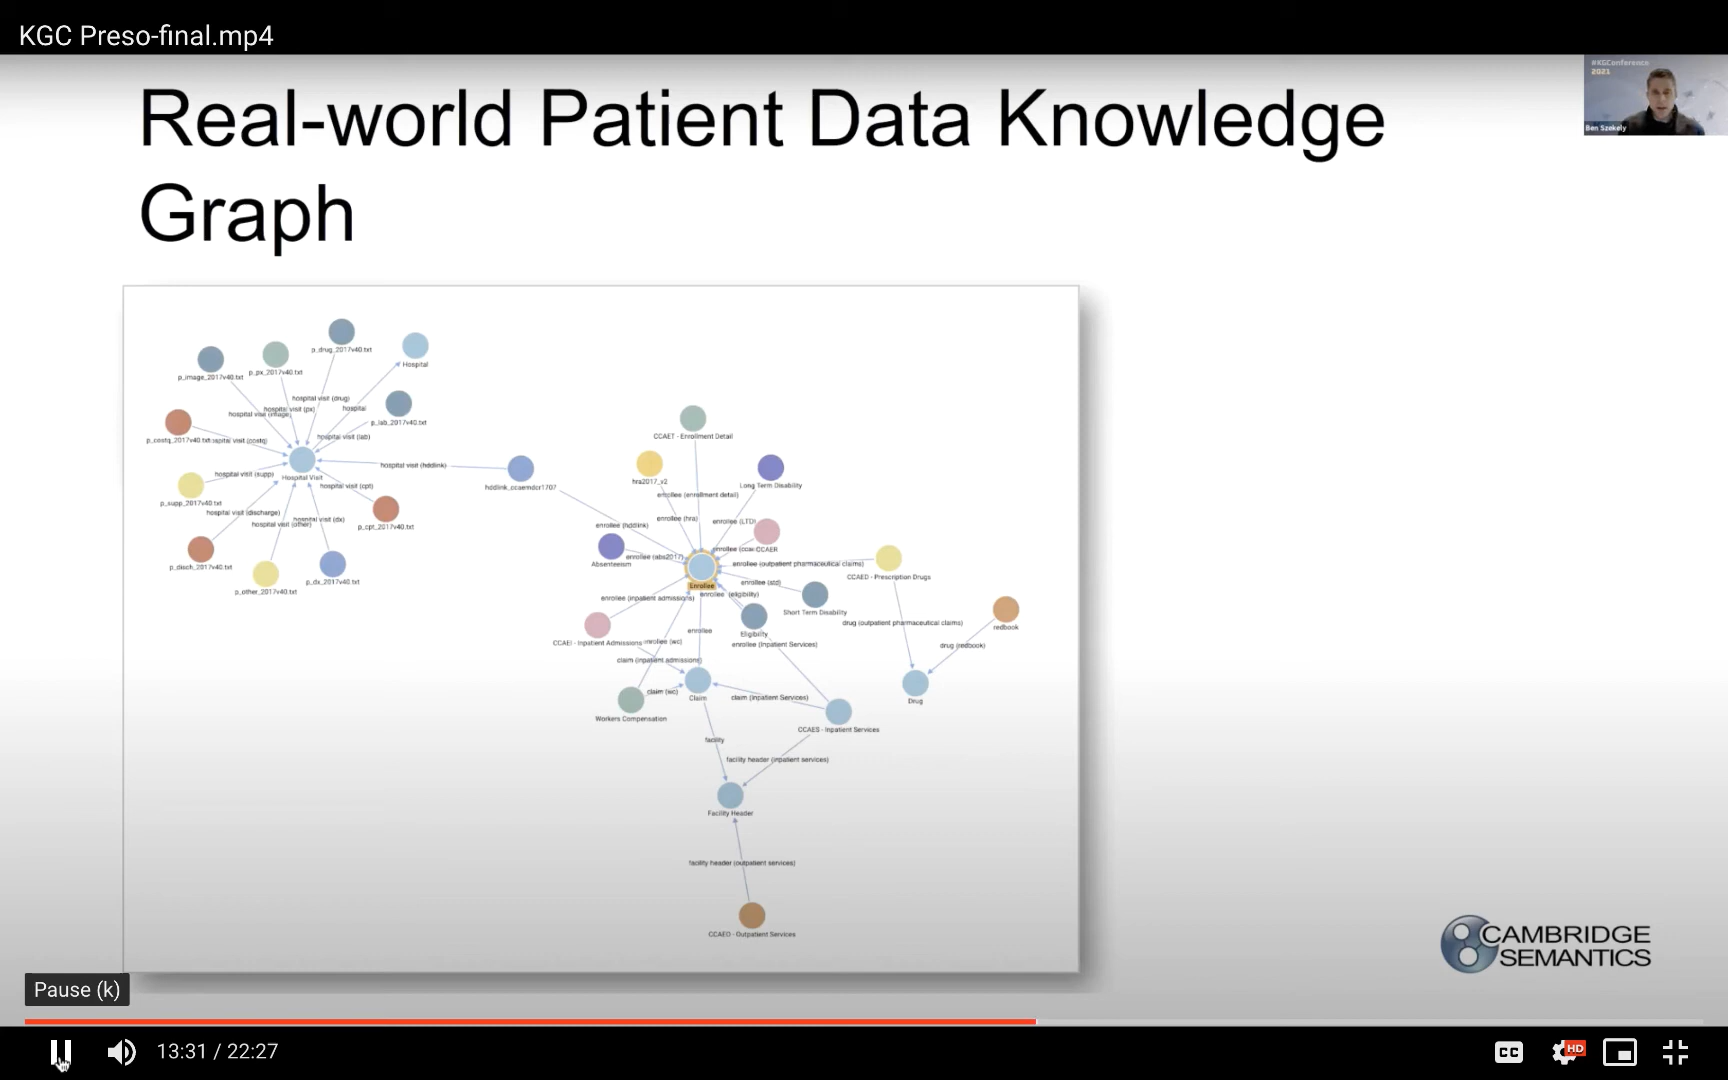 KGC Preso-final.mp4
#KGConference
2021
Ben Szekely
Real-world Patient Data Knowledge
Graph
p_drug_2017v40.txt
Hospital
p_image_2017v40.txt
p_px_2017v40.txt
hospital visit (drug)
hospital visit (px)
hospital
hospital visit (image)
p_lab_2017v40.txt
hospital visit (lab)
p_costq_2017v40.txt
hospital visit (costq)
hospital visit (hddlink)
hospital visit (supp)
Hospital Visit
hospital visit (cpt)
hddlink_ccaemdcr1707
p_supp_2017v40.txt
hospital visit (discharge)
hospital visit (other)
hospital visit (dx)
p_cpt_2017v40.txt
p_disch_2017v40.txt
p_other_2017v40.txt
p_dx_2017v40.txt
CCAET - Enrollment Detail
hra2017_v2
Long Term Disability
enrollee (enrollment detail)
enrollee (hra)
enrollee (LTD)
enrollee (hddlink)
CCAER
enrollee (abs2017)
Absenteeism
enrollee (outpatient pharmaceutical claims)
CCAED - Prescription Drugs
Enrollee
enrollee (std)
enrollee (inpatient admissions)
enrollee (eligibility)
Short Term Disability
drug (outpatient pharmaceutical claims)
redbook
enrollee
Eligibility
CCAEI - Inpatient Admissions
enrollee (wc)
enrollee (Inpatient Services)
drug (redbook)
claim (inpatient admissions)
claim (wc)
Claim
claim (Inpatient Services)
Drug
Workers Compensation
CCAES - Inpatient Services
facility
facility header (inpatient services)
Facility Header
facility header (outpatient services)
CCAEO - Outpatient Services
CAMBRIDGE
SEMANTICS
Pause (k)
13:31 / 22:27
CC
HD